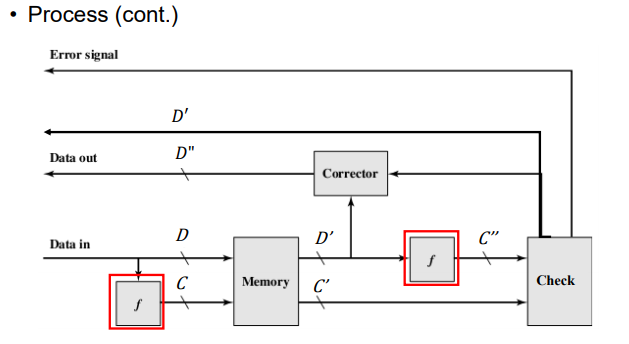 • Process (cont.)
Error signal
D'
Data out
D"
Corrector
Data in
D
D'
f
C”
f
C
Memory
C'
Check